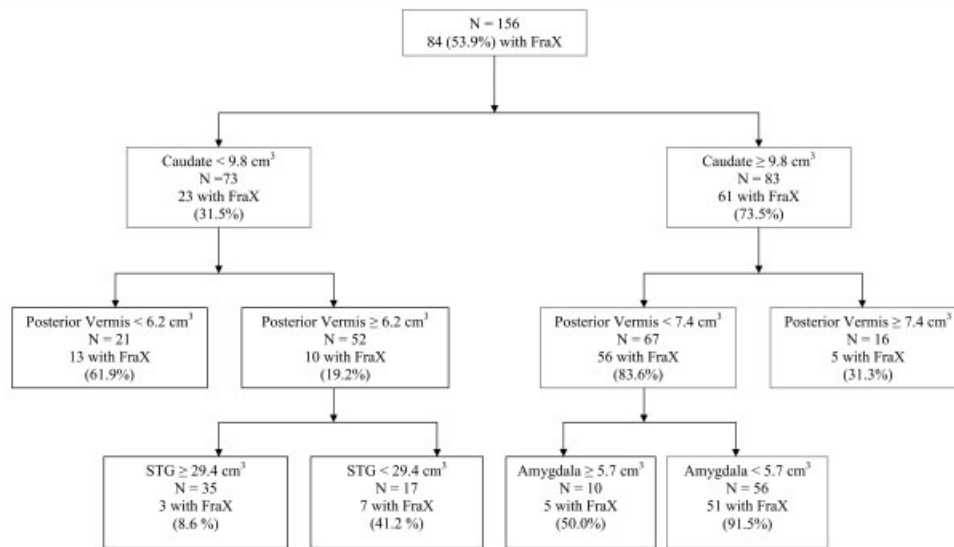 N = 156
84 (53.9%) with FraX
Caudate < 9.8 cm³
N =73
23 with FraX
(31.5%)
Caudate ≥ 9.8 cm³
N = 83
61 with FraX
(73.5%)
Posterior Vermis < 6.2 cm³
N = 21
13 with FraX
(61.9%)
Posterior Vermis ≥ 6.2 cm³
N = 52
10 with FraX
(19.2%)
Posterior Vermis < 7.4 cm³
N = 67
56 with FraX
(83.6%)
Posterior Vermis ≥ 7.4 cm³
N = 16
5 with FraX
(31.3%)
STG ≥ 29.4 cm³
N = 35
3 with FraX
(8.6 %)
STG < 29.4 cm³
N = 17
7 with FraX
(41.2 %)
Amygdala ≥ 5.7 cm³
N = 10
5 with FraX
(50.0%)
Amygdala < 5.7 cm³
N = 56
51 with FraX
(91.5%)